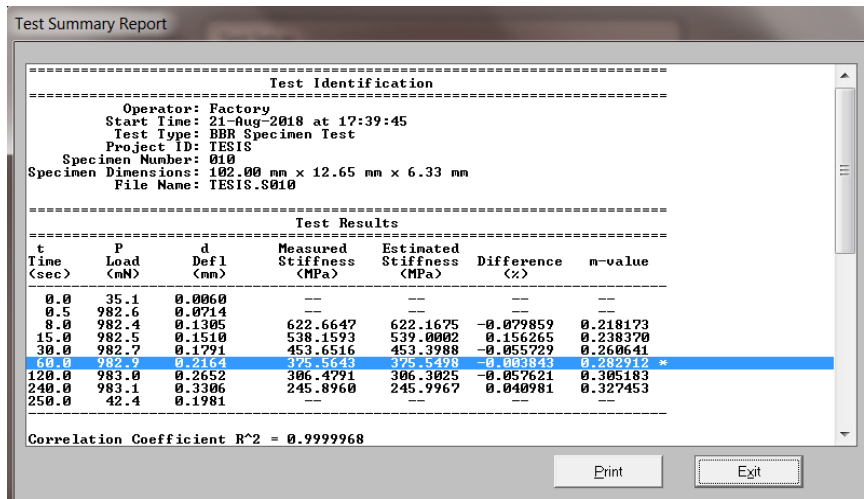 Test Summary Report
Test Identification
Operator: Factory
Start Time: 21-Aug-2018 at 17:39:45
Test Type: BBR Specimen Test
Project ID: TESIS
Specimen Number: 010
Specimen Dimensions: 102.00 mm x 12.65 mm x 6.33 mm
File Name: TESIS.S010
Test Results
t P d Measured Estimated
Time Load Defl Stiffness Stiffness Difference m-value
(sec) (mN) (mm) (MPa) (MPa) (%)
0.0 35.1 0.0060 -- -- -- --
0.5 982.6 0.0714 -- -- -- --
8.0 982.4 0.1305 622.6647 622.1675 -0.079859 0.218173
15.0 982.5 0.1510 538.1593 539.0002 0.156265 0.238370
30.0 982.7 0.1791 453.6516 453.3988 -0.055729 0.260641
60.0 982.9 0.2164 375.5643 375.5498 -0.003843 0.282912 *
120.0 983.0 0.2652 306.4791 306.3025 -0.057621 0.305183
240.0 983.1 0.3306 245.8960 245.9967 0.040981 0.327453
250.0 42.4 0.1981 -- -- -- --
Correlation Coefficient R^2 = 0.9999968
Print Exit